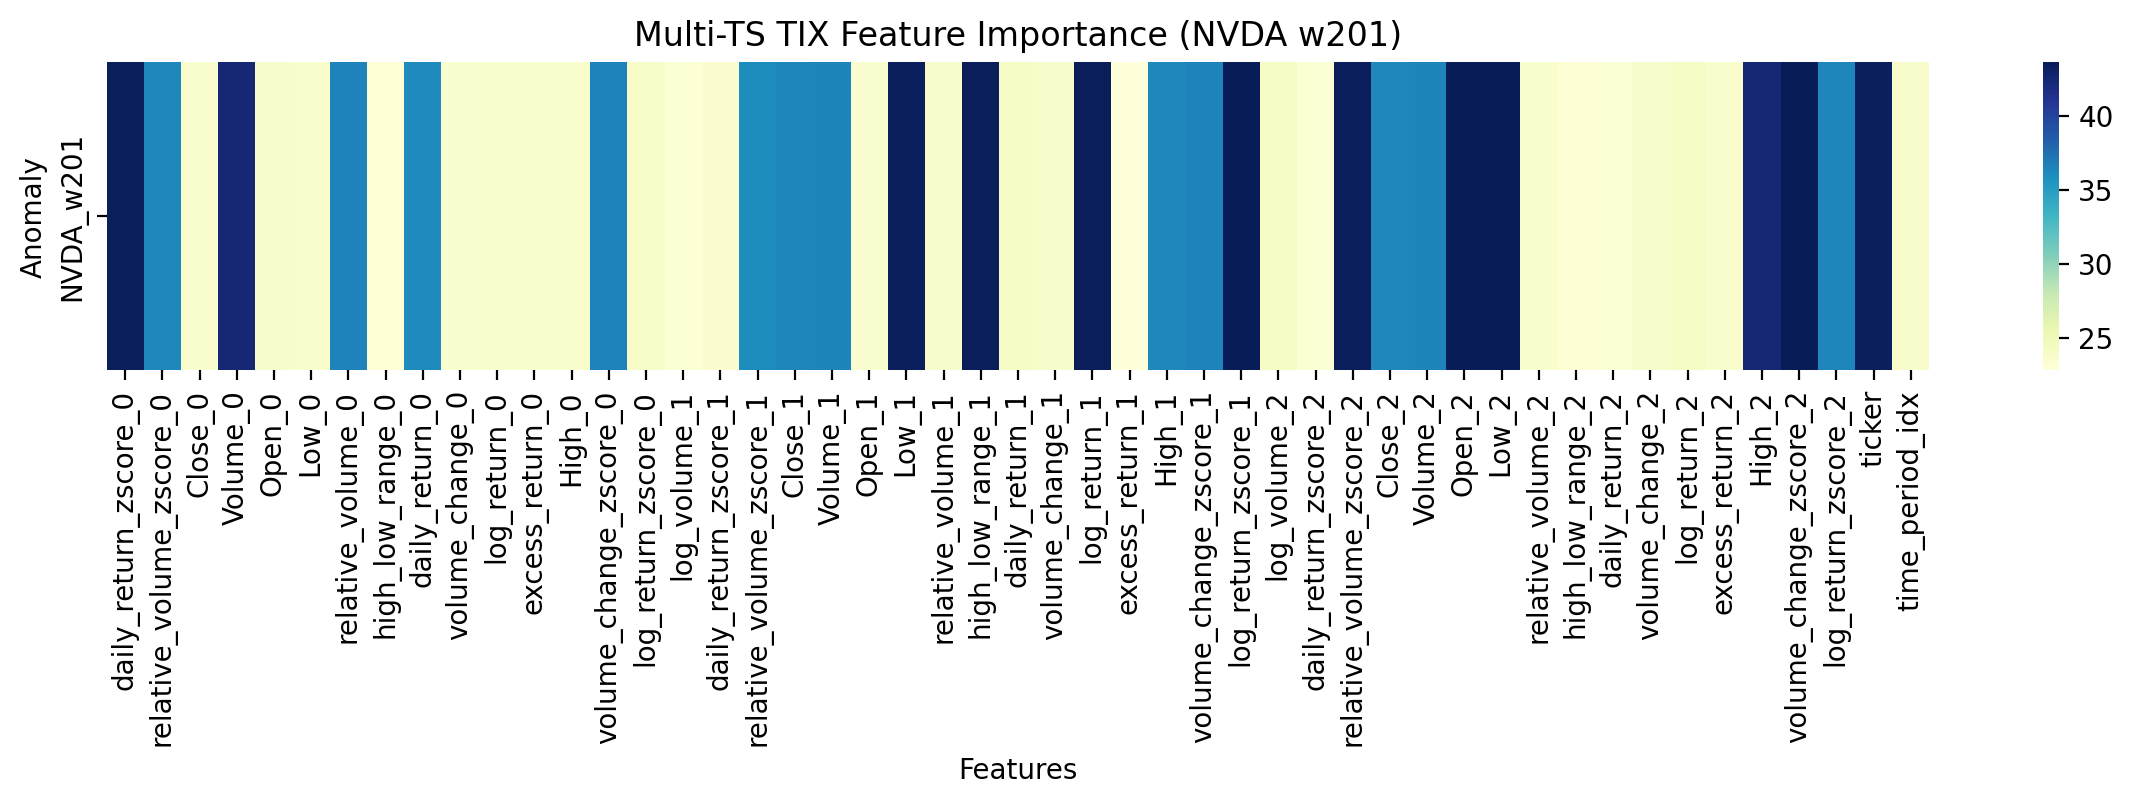 Multi-TS TIX Feature Importance (NVDA w201)
Anomaly
NVDA_w201
40
35
30
25
daily_return_zscore_0
relative_volume_zscore_0
Close_0
Volume_0
Open_0
Low_0
relative_volume_0
high_low_range_0
daily_return_0
volume_change_0
log_return_0
excess_return_0
High_0
volume_change_zscore_0
log_return_zscore_0
log_volume_1
daily_return_zscore_1
relative_volume_zscore_1
Close_1
Volume_1
Open_1
Low_1
relative_volume_1
high_low_range_1
daily_return_1
volume_change_1
log_return_1
excess_return_1
High_1
volume_change_zscore_1
log_return_zscore_1
log_volume_2
daily_return_zscore_2
relative_volume_zscore_2
Close_2
Volume_2
Open_2
Low_2
relative_volume_2
high_low_range_2
daily_return_2
volume_change_2
log_return_2
excess_return_2
High_2
volume_change_zscore_2
log_return_zscore_2
ticker
time_period_idx
Features